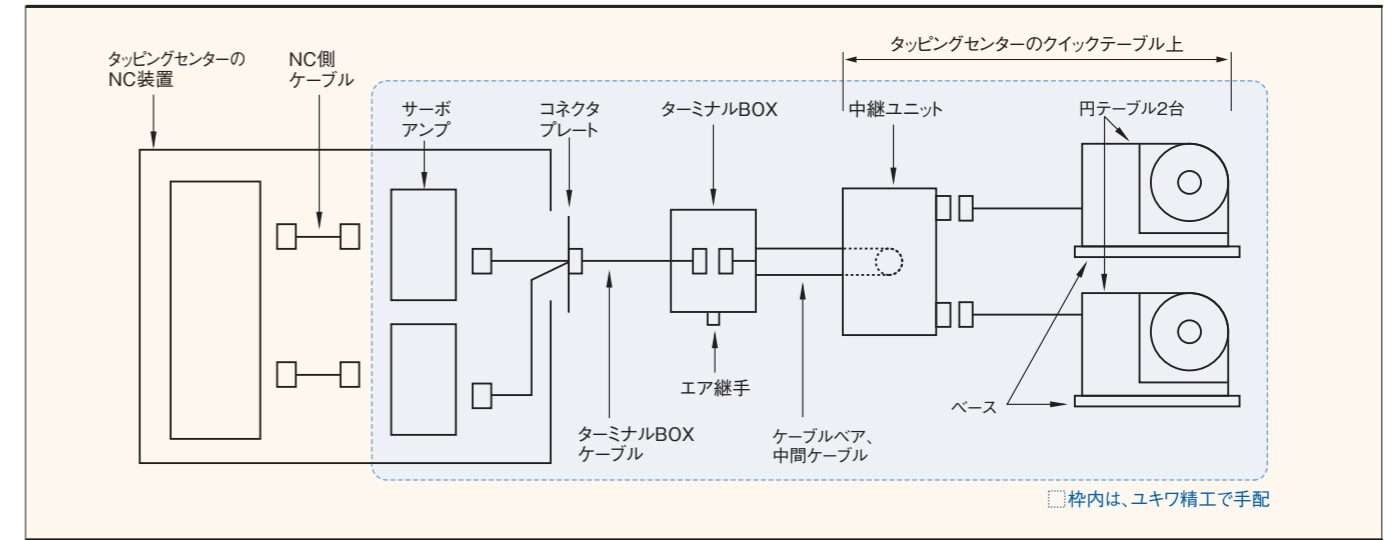 タッピングセンターのクイックテーブル上
タッピングセンターの
NC装置
NC側
ケーブル
サーボ
アンプ
コネクタ
プレート
ターミナルBOX
中継ユニット
円テーブル2台
エア継手
ベース
ターミナルBOX
ケーブル
ケーブルベア、
中間ケーブル
枠内は、ユキワ精工で手配